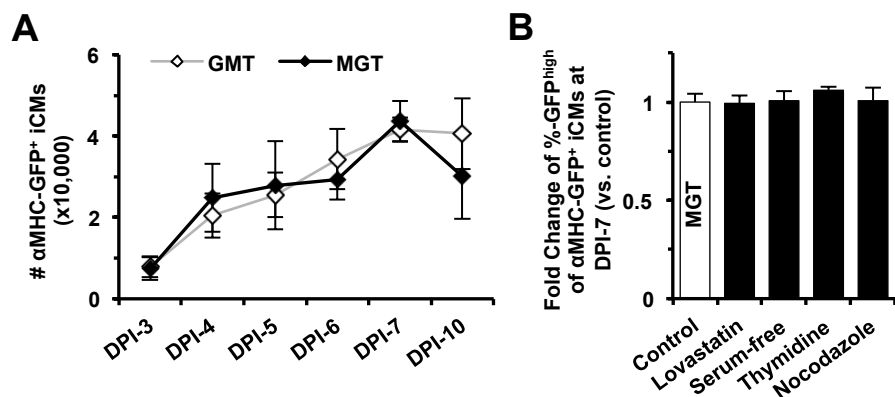 A
GMT
MGT
# αMHC-GFP+ iCMs
(x10,000)
6
4
2
0
DPI-3
DPI-4
DPI-5
DPI-6
DPI-7
DPI-10
B
Fold Change of %-GFPhigh
of αMHC-GFP+ iCMs at
DPI-7 (vs. control)
1
0.5
0
MGT
Control
Lovastatin
Serum-free
Thymidine
Nocodazole